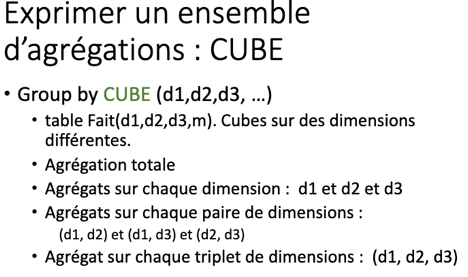 Exprimer un ensemble
d’agrégations : CUBE
• Group by CUBE (d1,d2,d3, …)
• table Fait(d1,d2,d3,m). Cubes sur des dimensions
différentes.
• Agrégation totale
• Agrégats sur chaque dimension : d1 et d2 et d3
• Agrégats sur chaque paire de dimensions :
(d1, d2) et (d1, d3) et (d2, d3)
• Agrégat sur chaque triplet de dimensions : (d1, d2, d3)